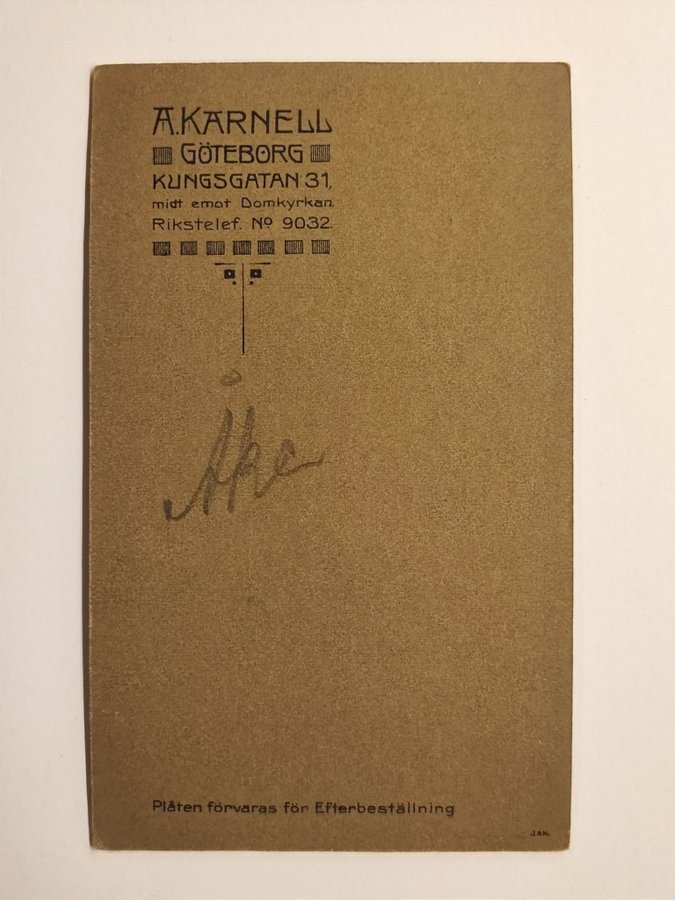 A. KARNELL
GÖTEBORG
KUNGSGATAN 31,
midt emot Domkyrkan.
Rikstelef. No 9032.
Åke
Plåten förvaras för Efterbeställning
J&H.